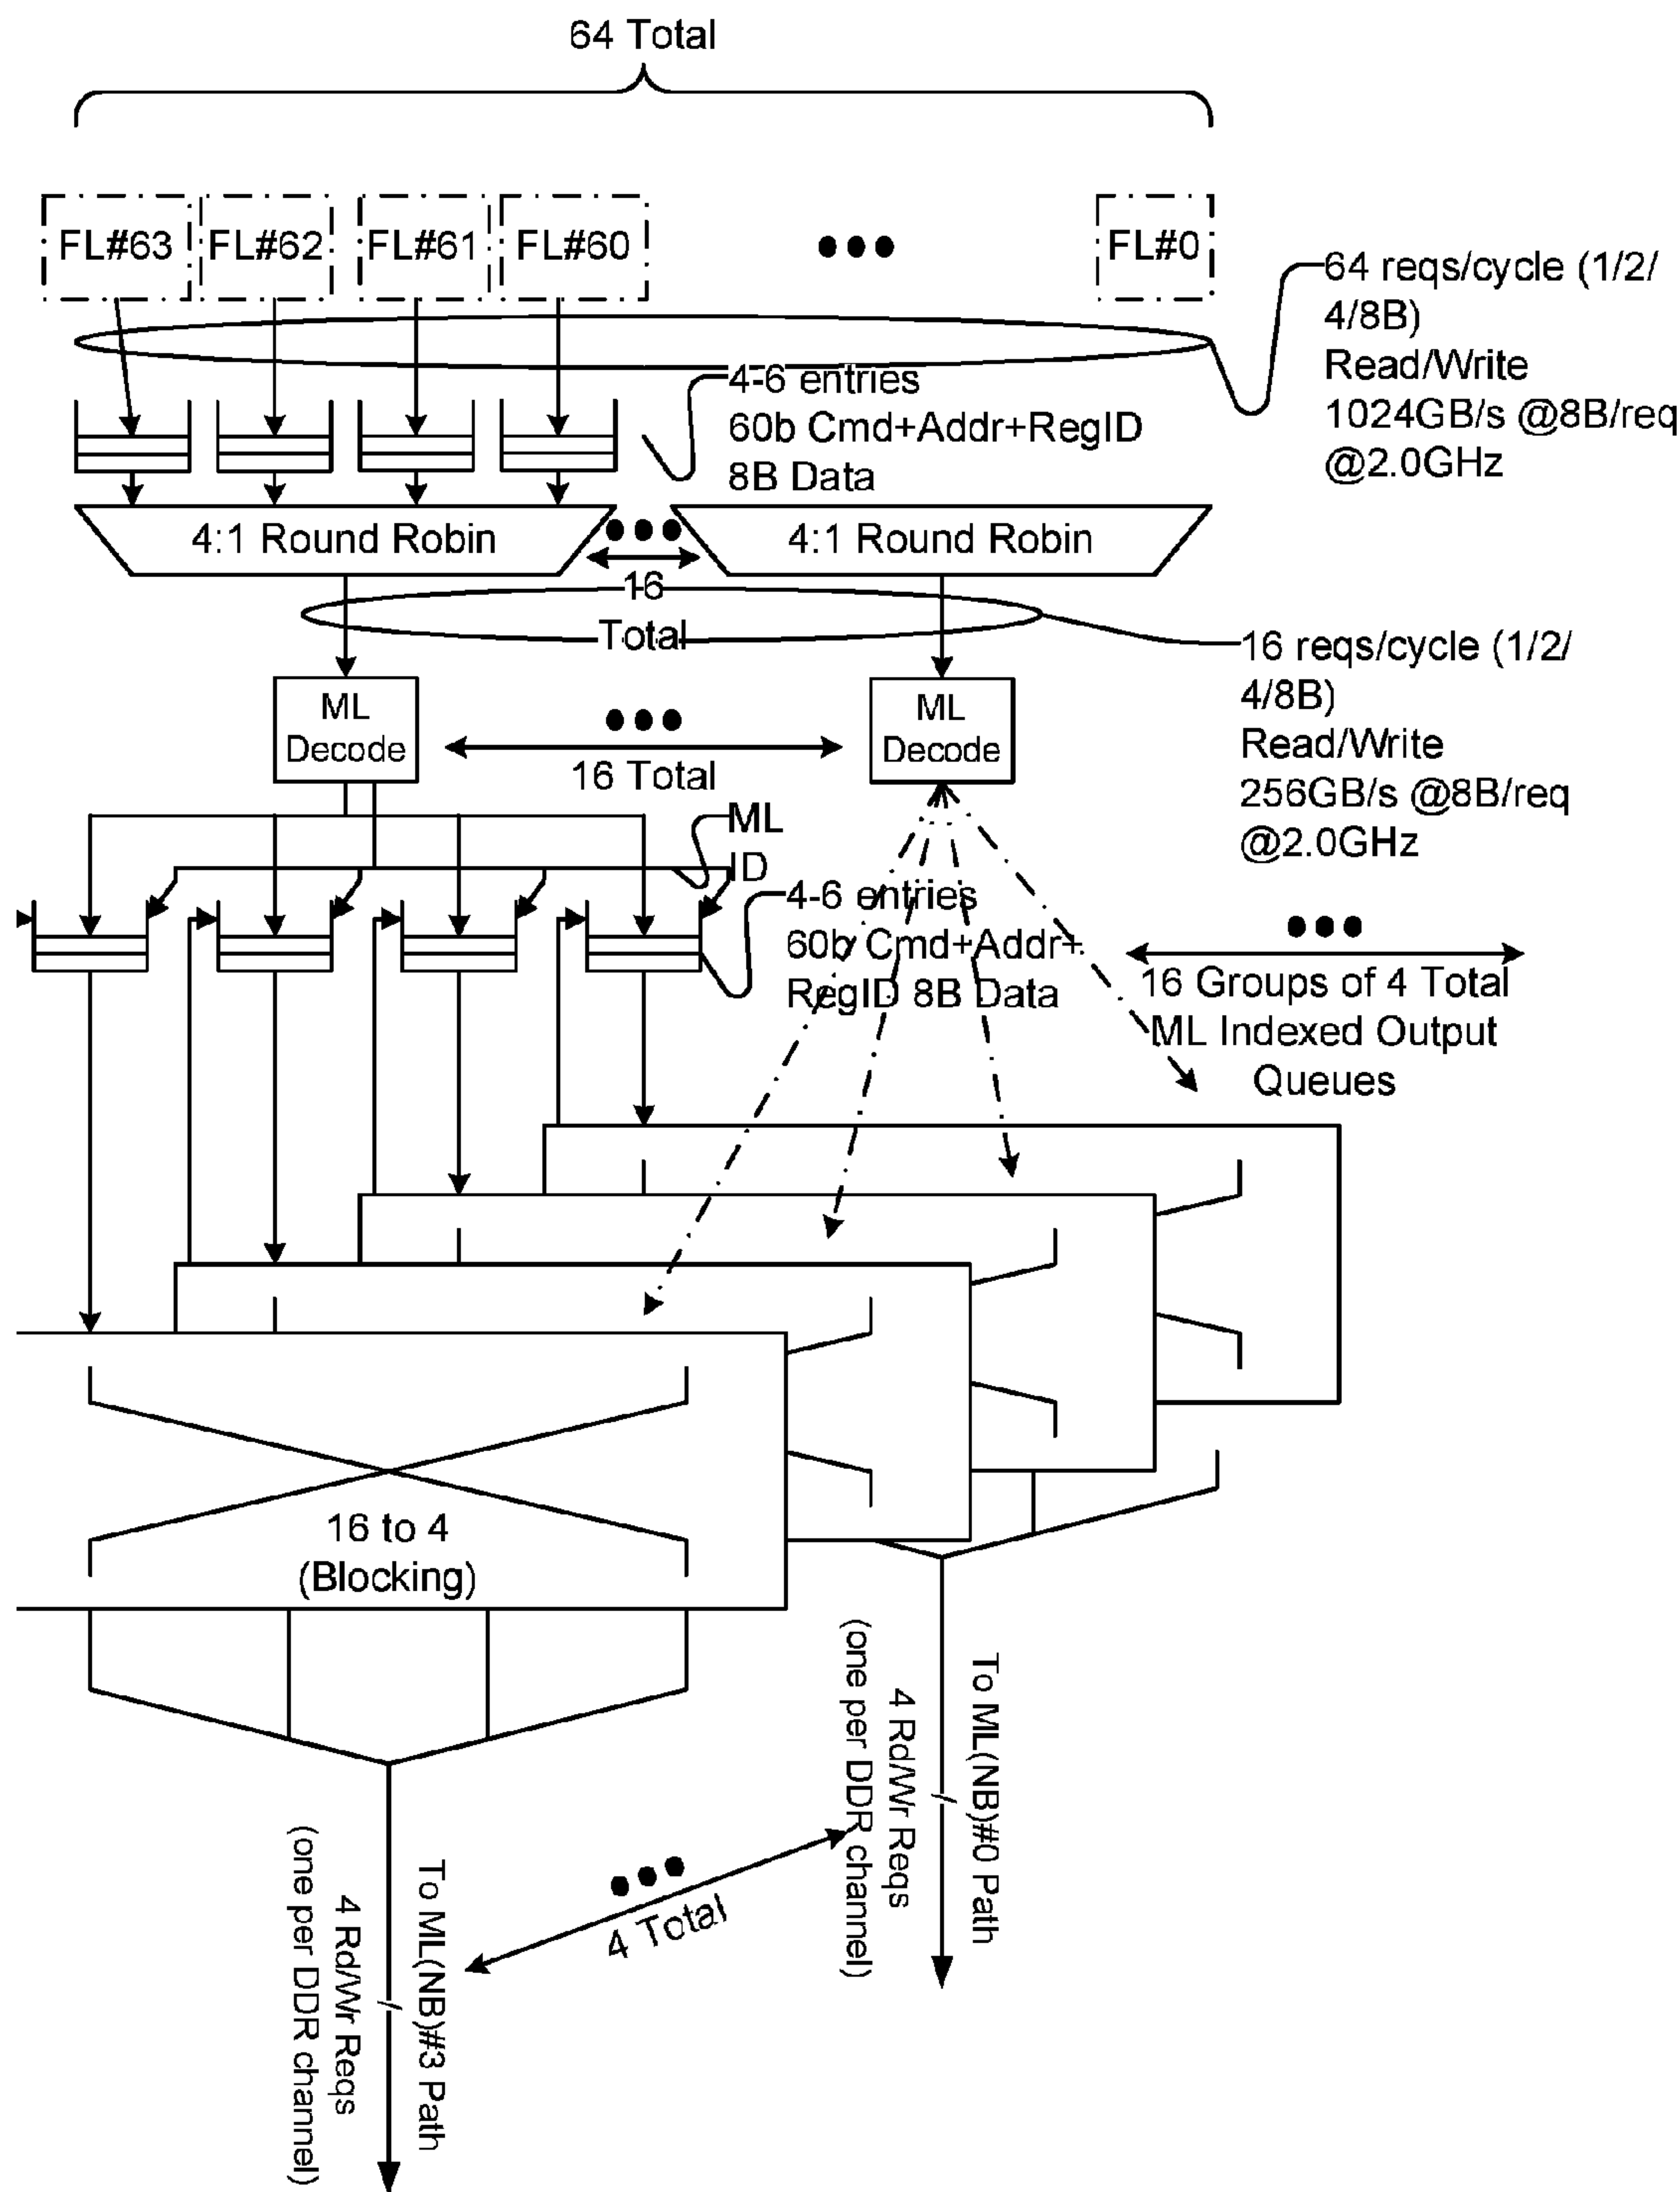 64 Total
FL#63
FL#62
FL#61
FL#60
FL#0
64 reqs/cycle (1/2/
4/8B)
Read/Write
1024GB/s @8B/req
@2.0GHz
4-6 entries
60b Cmd+Addr+RegID
8B Data
4:1 Round Robin
4:1 Round Robin
16
Total
16 reqs/cycle (1/2/
4/8B)
Read/Write
256GB/s @8B/req
@2.0GHz
ML
Decode
ML
Decode
16 Total
ML
ID
4-6 entries
60b Cmd+Addr+
RegID 8B Data
16 Groups of 4 Total
ML Indexed Output
Queues
16 to 4
(Blocking)
To ML(NB)#0 Path
4 Rd/Wr Reqs
(one per DDR channel)
4 Total
To ML(NB)#3 Path
4 Rd/Wr Reqs
(one per DDR channel)